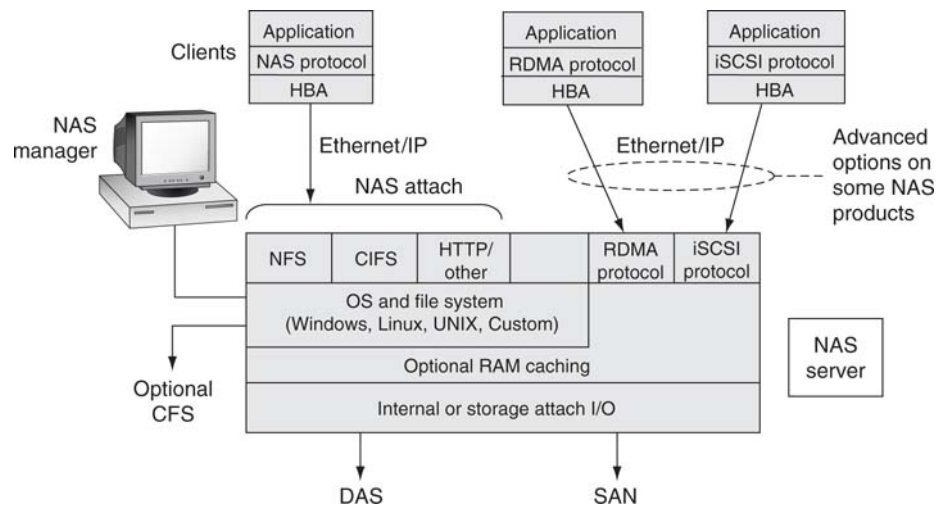 Clients
Application
NAS protocol
HBA
Application
RDMA protocol
HBA
Application
iSCSI protocol
HBA
NAS
manager
Ethernet/IP
NAS attach
Ethernet/IP
Advanced
options on
some NAS
products
NFS
CIFS
HTTP/
other
RDMA
protocol
iSCSI
protocol
OS and file system
(Windows, Linux, UNIX, Custom)
Optional RAM caching
Internal or storage attach I/O
Optional
CFS
NAS
server
DAS
SAN